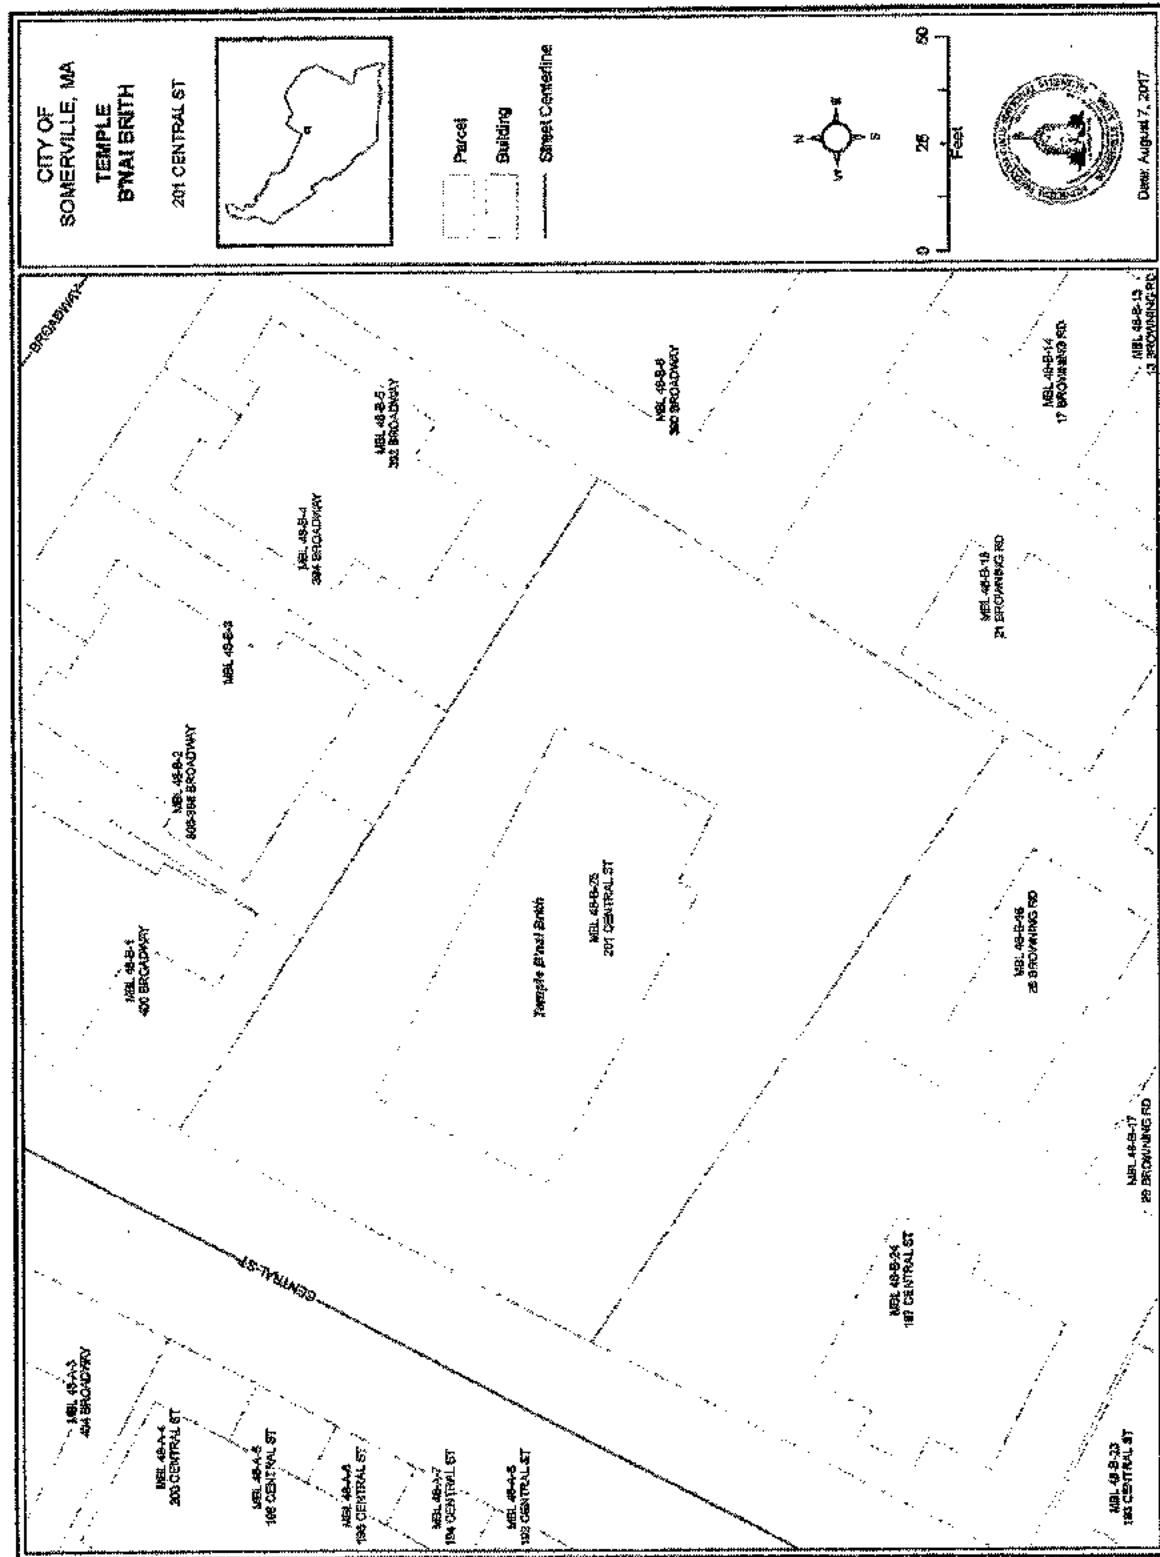 CITY OF
SOMERVILLE, MA
TEMPLE
B'NAI BRITH
201 CENTRAL ST
Parcel
Building
Street Centerline
N
S
0
25
50
Feet
Date: August 7, 2017
BROADWAY
CENTRAL ST
MBL 48-A-3
404 BROADWAY
MBL 48-A-4
200 CENTRAL ST
MBL 48-A-5
198 CENTRAL ST
MBL 48-A-6
196 CENTRAL ST
MBL 48-A-7
194 CENTRAL ST
MBL 48-A-8
192 CENTRAL ST
MBL 48-B-1
400 BROADWAY
MBL 48-B-2
BROADWAY
MBL 48-B-3
MBL 48-B-4
394 BROADWAY
MBL 48-B-5
392 BROADWAY
MBL 48-B-6
390 BROADWAY
Temple B'nai Brith
MBL 48-B-25
201 CENTRAL ST
MBL 48-B-14
17 BROWNING RD
MBL 48-B-13
13 BROWNING RD
21 BROWNING RD
25 BROWNING RD
MBL 48-B-17
29 BROWNING RD
MBL 48-B-24
197 CENTRAL ST
MBL 48-B-23
193 CENTRAL ST